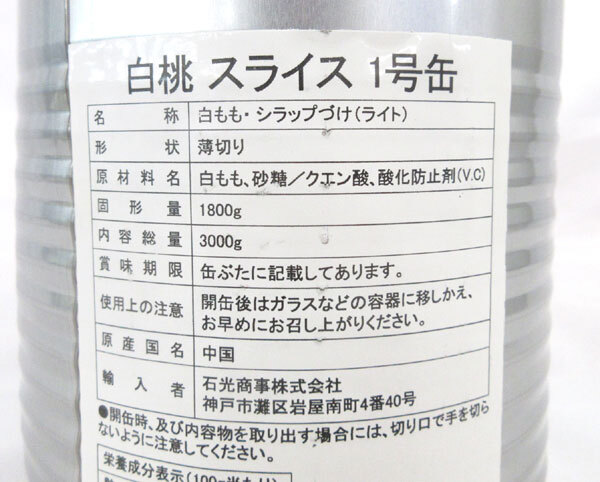 白桃 スライス 1号缶
名称 白もも・シラップづけ(ライト)
形状 薄切り
原材料名 白もも、砂糖／クエン酸、酸化防止剤(V.C)
固形量 1800g
内容総量 3000g
賞味期限 缶ぶたに記載してあります。
使用上の注意 開缶後はガラスなどの容器に移しかえ、
お早めにお召し上がりください。
原産国名 中国
輸入者 石光商事株式会社
神戸市灘区岩屋南町4番40号
●開缶時、及び内容物を取り出す場合には、切り口で手を切ら
ないように注意してください。
栄養成分表示(100g当たり)